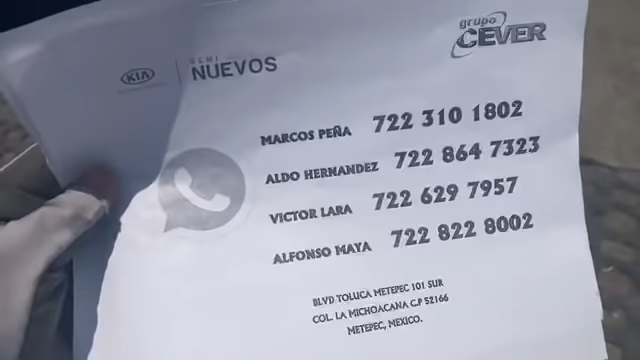 grupo
CEVER
KIA
SEMI
NUEVOS
MARCOS PEÑA 722 310 1802
ALDO HERNANDEZ 722 864 7323
VICTOR LARA 722 629 7957
ALFONSO MAYA 722 822 8002
BLVD TOLUCA METEPEC 101 SUR
COL. LA MICHOACANA C.P 52166
METEPEC, MEXICO.